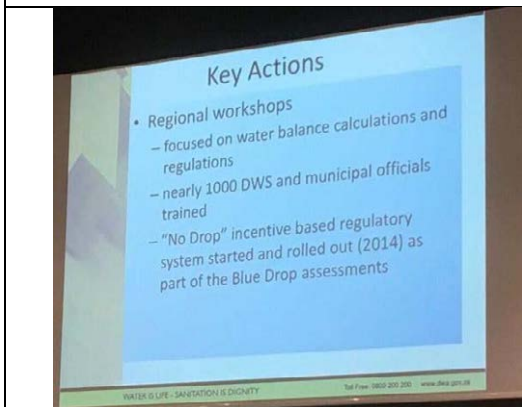 Key Actions
• Regional workshops
– focused on water balance calculations and
regulations
– nearly 1000 DWS and municipal officials
trained
– “No Drop” incentive based regulatory
system started and rolled out (2014) as
part of the Blue Drop assessments
WATER IS LIFE - SANITATION IS DIGNITY
Toll Free: 0800 200 200 www.dwa.gov.za